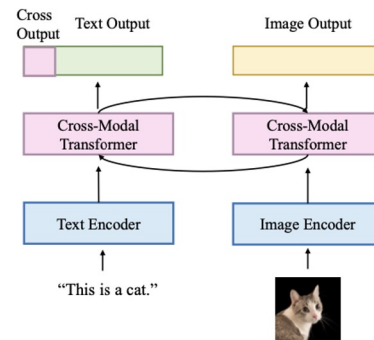 Cross
Output
Text Output
Image Output
Cross-Modal
Transformer
Cross-Modal
Transformer
Text Encoder
Image Encoder
“This is a cat.”